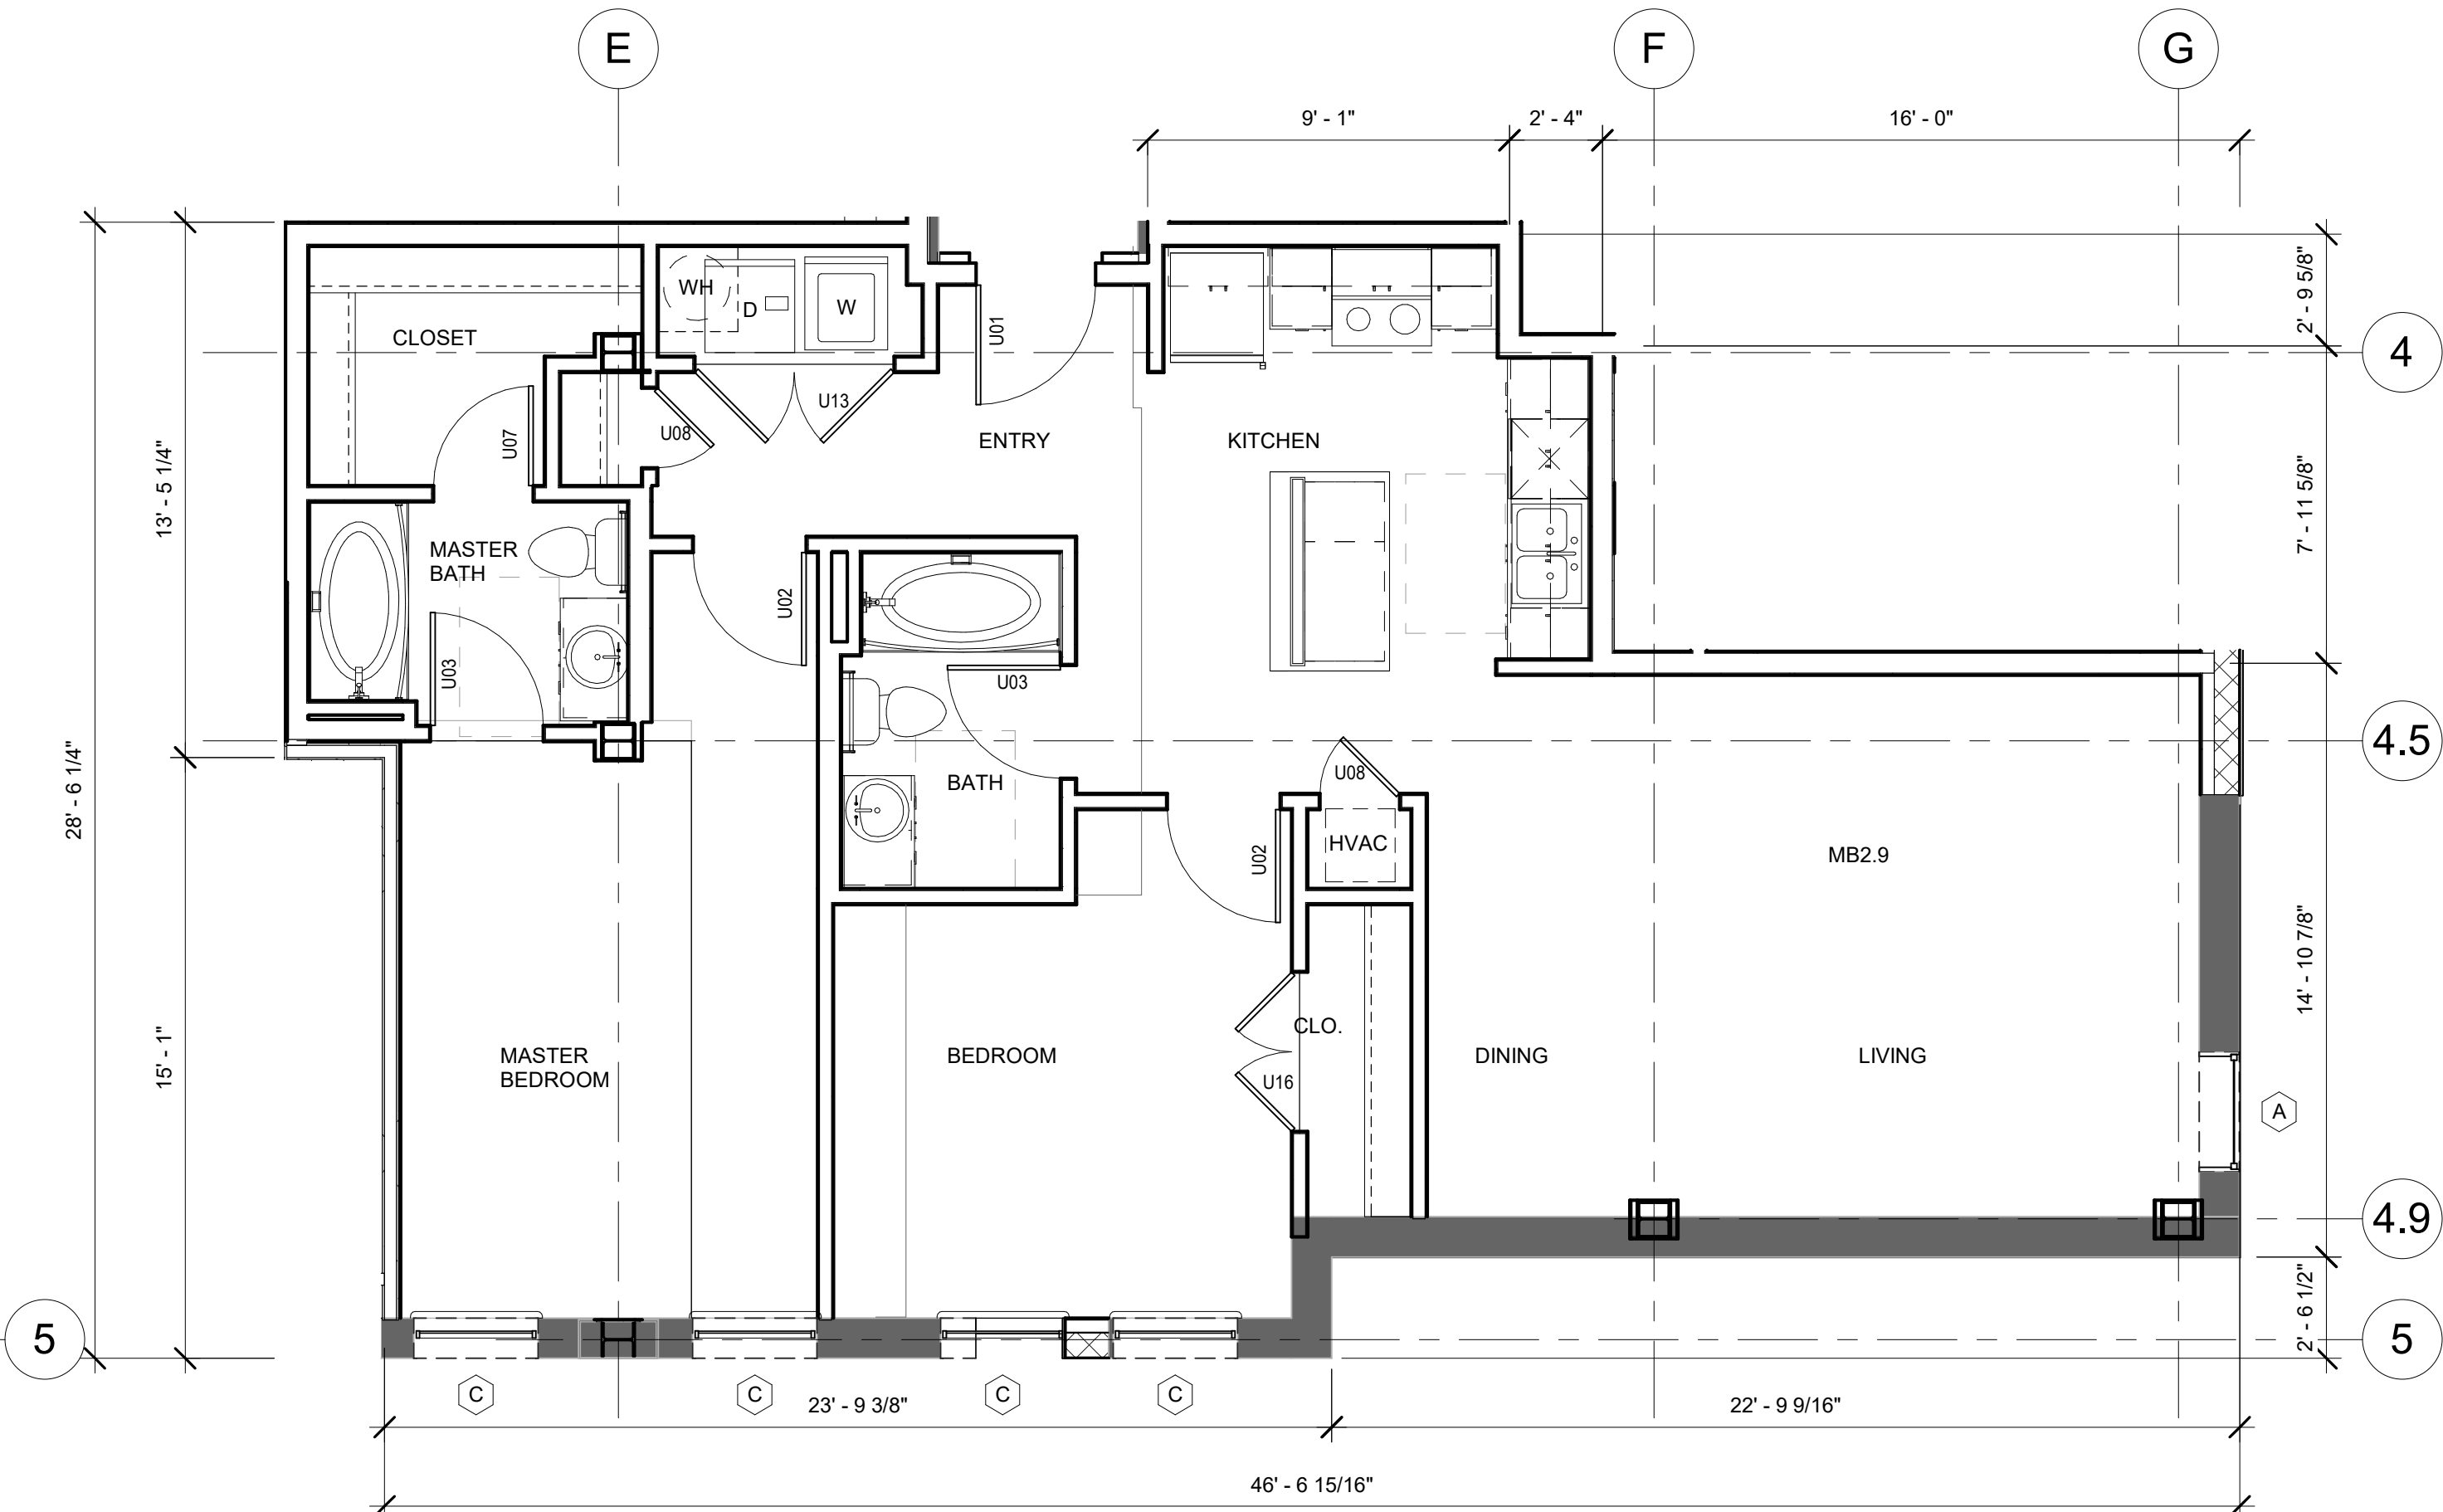 E
F
G
9' - 1"
2' - 4"
16' - 0"
2' - 9 5/8"
WH
D
W
U01
CLOSET
4
U13
U08
U07
ENTRY
KITCHEN
13' - 5 1/4"
7' - 11 5/8"
MASTER
BATH
U02
U03
U03
4.5
28' - 6 1/4"
BATH
U08
HVAC
U02
MB2.9
14' - 10 7/8"
15' - 1"
CLO.
MASTER
BEDROOM
BEDROOM
DINING
LIVING
U16
A
4.9
2' - 6 1/2"
5
5
C
C
C
C
23' - 9 3/8"
22' - 9 9/16"
46' - 6 15/16"